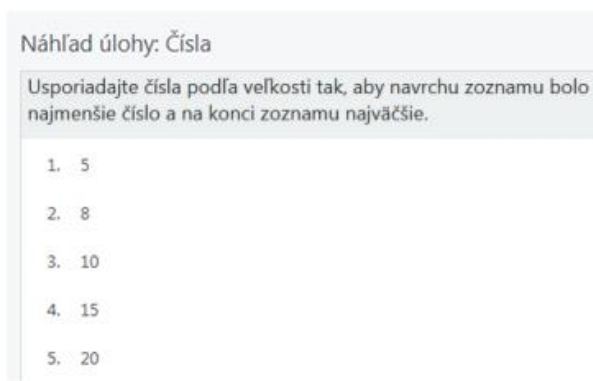 Náhľad úlohy: Čísla
Usporiadajte čísla podľa veľkosti tak, aby navrchu zoznamu bolo
najmenšie číslo a na konci zoznamu najväčšie.
1. 5
2. 8
3. 10
4. 15
5. 20